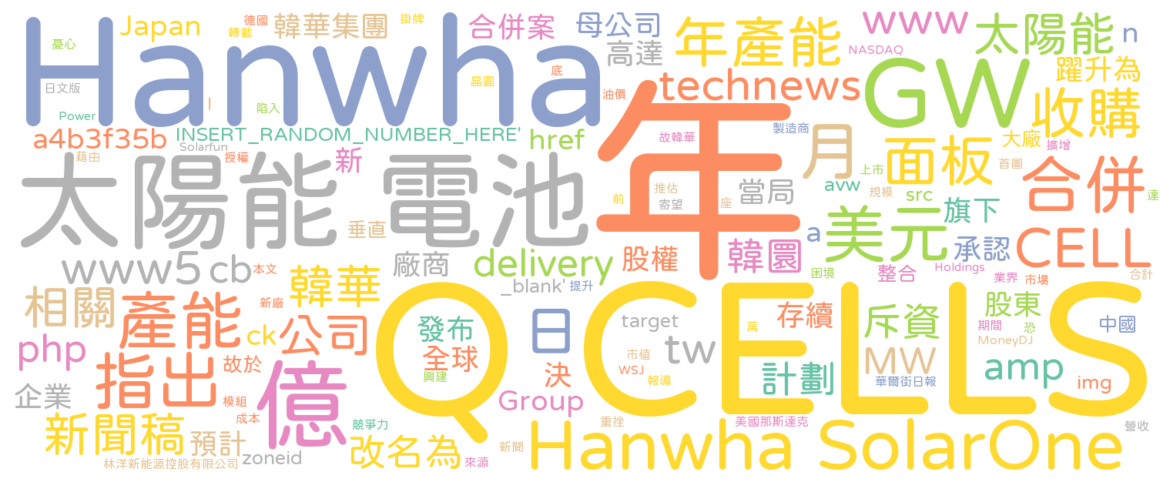 Japan
德國
轉載
韓華集團
掛牌
合併案
母公司
高達
年產能
www
太陽能
n
憂心
Hanwha
NASDAQ
GW
躍升為
日文版
晶圓
底
油價
technews
收購
Power
陷入
I
a4b3f35b
INSERT_RANDOM_NUMBER_HERE'
href
年
故韓華
製造商
大廠
擴增
藉由
Solarfun
授權
新
月
面板
上市
首圖
合併
太陽能 電池
前
推估
寄望
座
當局
avw
規模
src
旗下
達
垂直
a
美元
承認
CELL
www5
cb
本文
廠商
delivery
_blank'
提升
股權
韓圜
困境
整合
Holdings
業界
市場
合計
相關
產能
新廠
韓華
Q CELLS
發布
target
萬
存續
斥資
股東
期間
恐
MoneyDJ
中國
php
指出
故於
ck
公司
全球
興建
日
tw
市值
WSJ
報導
計劃
MW
華爾街日報
amp
img
企業
模組
成本
億
決
Group
新聞稿
預計
zoneid
競爭力
改名為
來源
新聞
重挫
美國那斯達克
Hanwha SolarOne
營收
林洋新能源控股有限公司